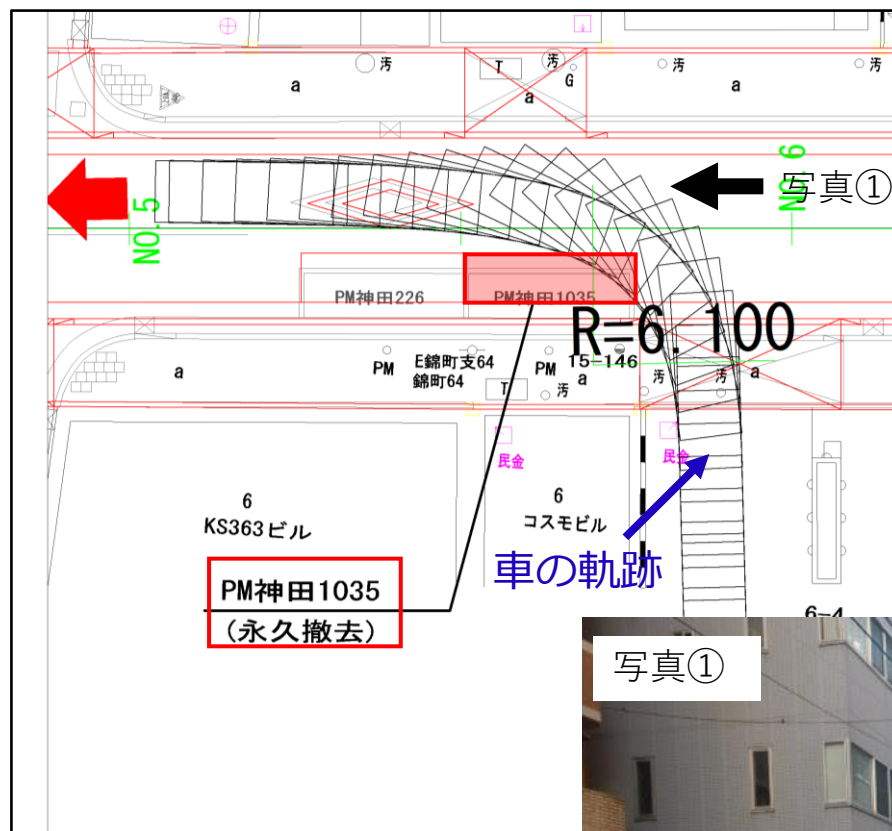 汚
T
汚
G
汚
汚
a
a
a
NO.5
写真①
NO.6
PM神田226
PM神田1035
R=6.100
a
PM
E錦町支64
錦町64
PM
15-146
a
T
汚
汚
汚
a
民金
民金
6
KS363ビル
6
コスモビル
車の軌跡
PM神田1035
(永久撤去)
6-4
写真①